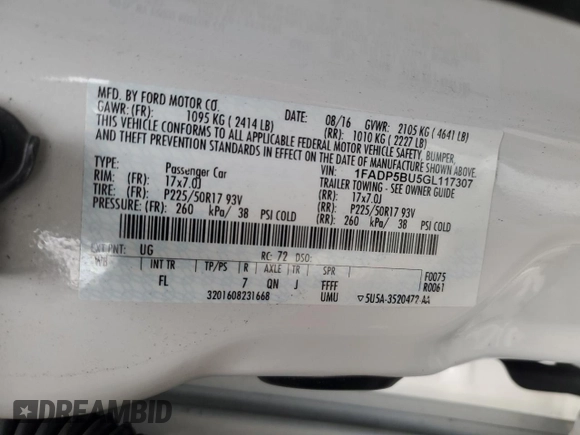 MFD. BY FORD MOTOR CO.
DATE: 08/16 GVWR: 2105 KG ( 4641 LB)
GAWR: (FR): 1095 KG ( 2414 LB) (RR): 1010 KG ( 2227 LB)
THIS VEHICLE CONFORMS TO ALL APPLICABLE FEDERAL MOTOR VEHICLE SAFETY, BUMPER,
AND THEFT PREVENTION STANDARDS IN EFFECT ON THE DATE OF MANUFACTURE SHOWN ABOVE.
VIN: 1FADP5BU5GL117307
TYPE: Passenger Car TRAILER TOWING - SEE OWNER GUIDE
RIM: (FR): 17x7.0J (RR): 17x7.0J
TIRE: (FR): P225/50R17 93V (RR): P225/50R17 93V
PRESSURE: (FR) 260 kPa/ 38 PSI COLD (RR) 260 kPa/ 38 PSI COLD
EXT PNT: UG RC: 72 DSO: F0075
WB INT TR TP/PS R AXLE TR SPR R0061
FL 7 QN J FFFF
3201608231668 UMU ▽5U5A-3520472-AA
DREAMBID